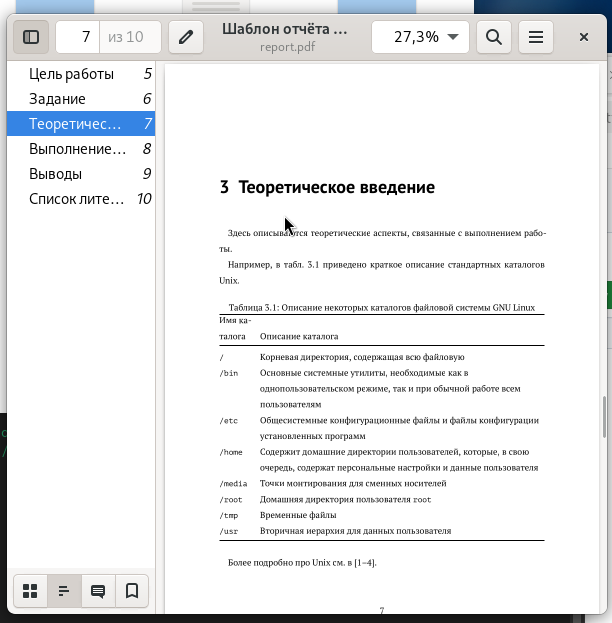 7 из 10
Шаблон отчёта ...
report.pdf
27,3%
Цель работы 5
Задание 6
Теоретичес... 7
Выполнение... 8
Выводы 9
Список лите... 10
3 Теоретическое введение
Здесь описываются теоретические аспекты, связанные с выполнением рабо-
ты.
Например, в табл. 3.1 приведено краткое описание стандартных каталогов
Unix.
Таблица 3.1: Описание некоторых каталогов файловой системы GNU Linux
Имя ка-
талога Описание каталога
/ Корневая директория, содержащая всю файловую
/bin Основные системные утилиты, необходимые как в
однопользовательском режиме, так и при обычной работе всем
пользователям
/etc Общесистемные конфигурационные файлы и файлы конфигурации
установленных программ
/home Содержит домашние директории пользователей, которые, в свою
очередь, содержат персональные настройки и данные пользователя
/media Точки монтирования для сменных носителей
/root Домашняя директория пользователя root
/tmp Временные файлы
/usr Вторичная иерархия для данных пользователя
Более подробно про Unix см. в [1–4].
7